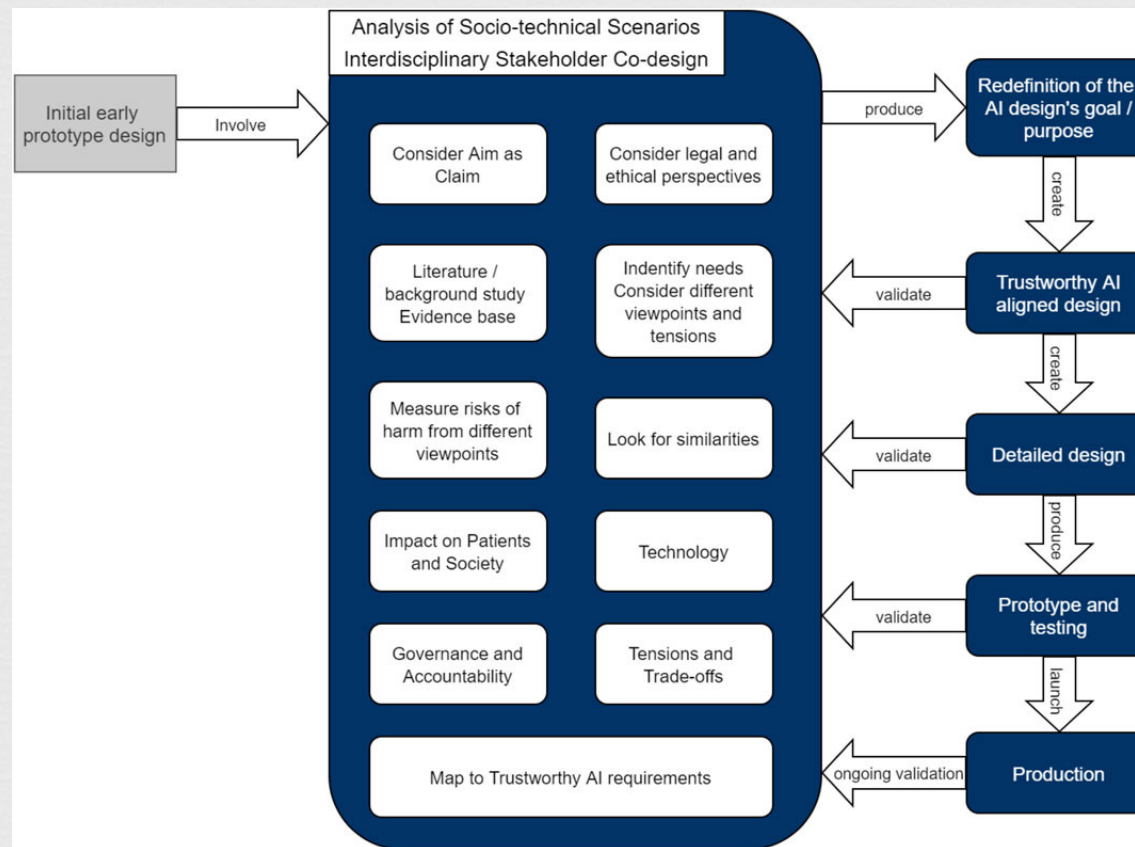 Analysis of Socio-technical Scenarios
Interdisciplinary Stakeholder Co-design
Initial early
prototype design
Involve
Consider Aim as
Claim
Consider legal and
ethical perspectives
Literature /
background study
Evidence base
Indentify needs
Consider different
viewpoints and
tensions
Measure risks of
harm from different
viewpoints
Look for similarities
Impact on Patients
and Society
Technology
Governance and
Accountability
Tensions and
Trade-offs
Map to Trustworthy AI requirements
produce
Redefinition of the
AI design's goal /
purpose
create
validate
Trustworthy AI
aligned design
create
validate
Detailed design
produce
validate
Prototype and
testing
launch
ongoing validation
Production